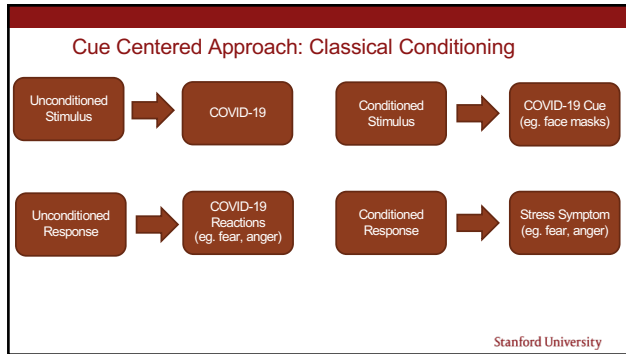 Cue Centered Approach: Classical Conditioning
Unconditioned
Stimulus
COVID-19
Conditioned
Stimulus
COVID-19 Cue
(eg. face masks)
Unconditioned
Response
COVID-19
Reactions
(eg. fear, anger)
Conditioned
Response
Stress Symptom
(eg. fear, anger)
Stanford University